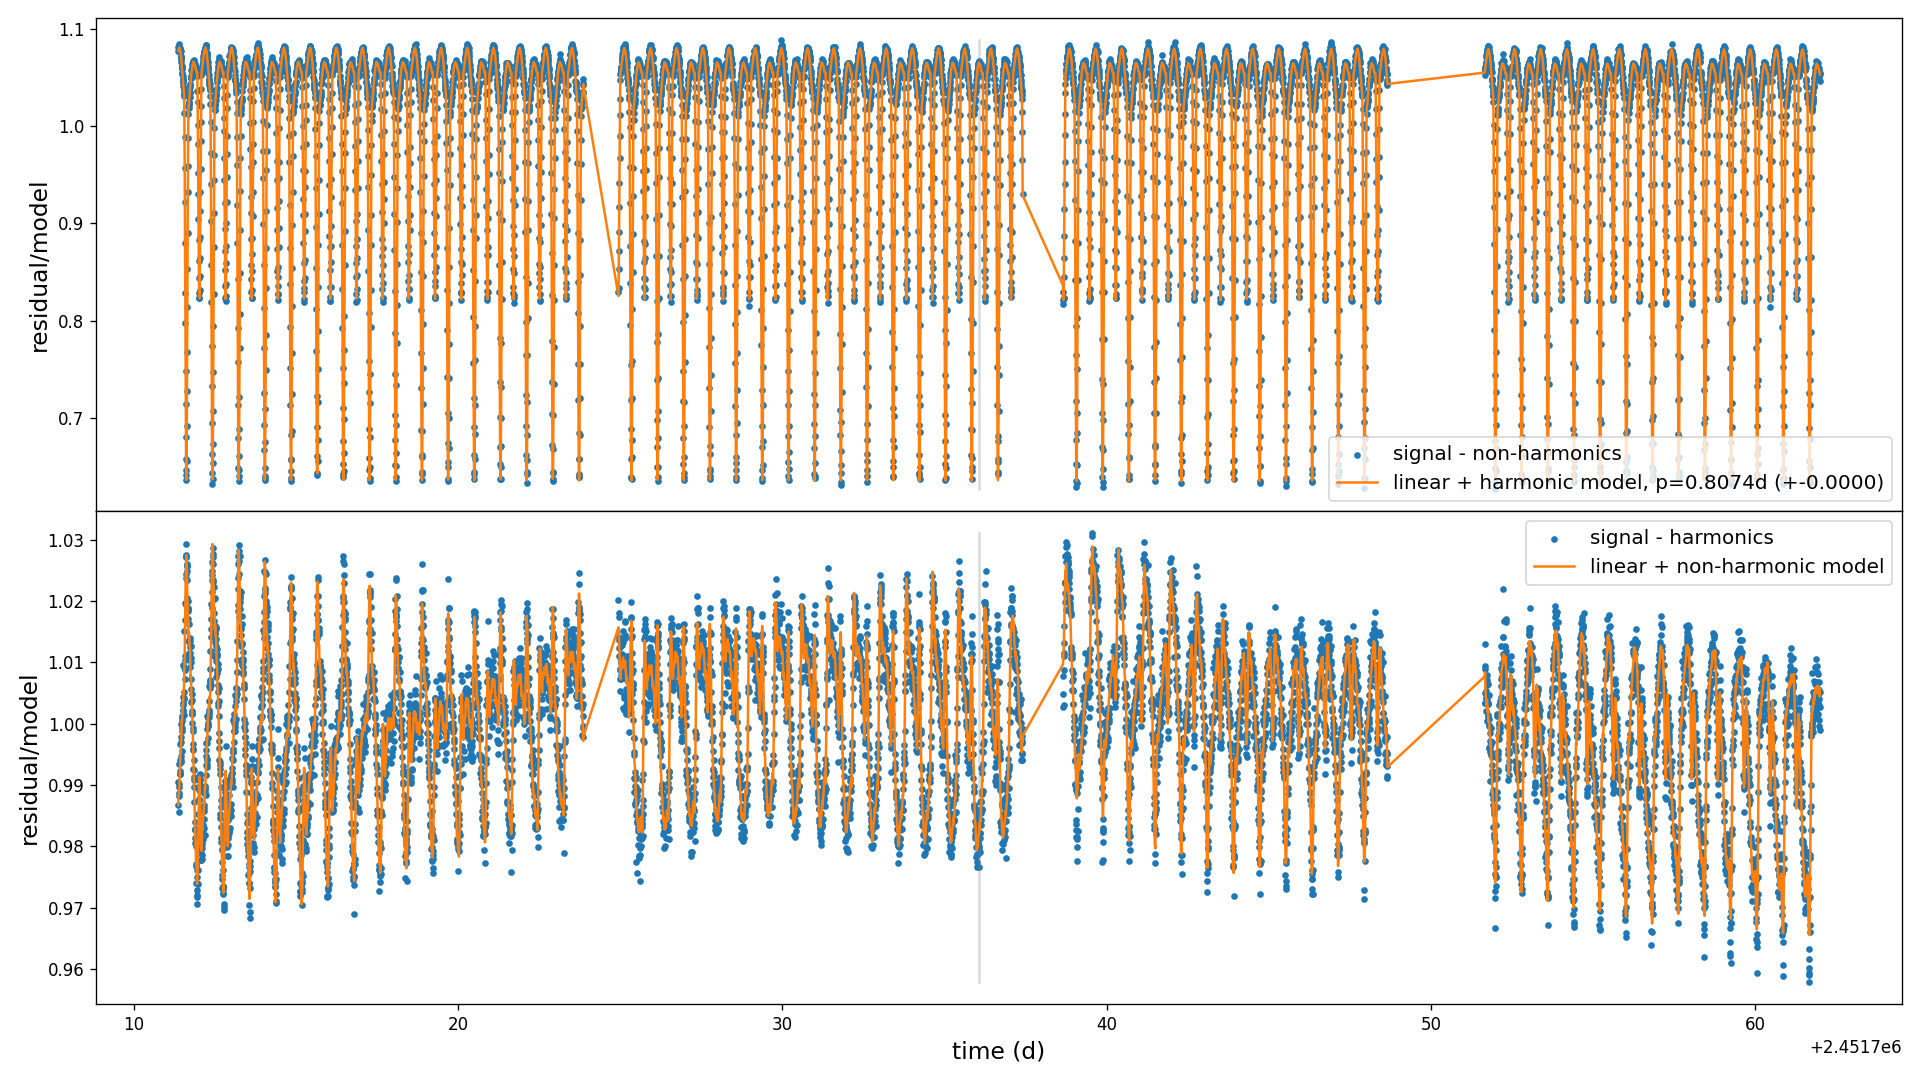 1.1
1.0
0.9
0.8
0.7
residual/model
signal - non-harmonics
linear + harmonic model, p=0.8074d (+-0.0000)
1.03
1.02
1.01
1.00
0.99
0.98
0.97
0.96
residual/model
signal - harmonics
linear + non-harmonic model
10 20 30 40 50 60
time (d)
+2.4517e6